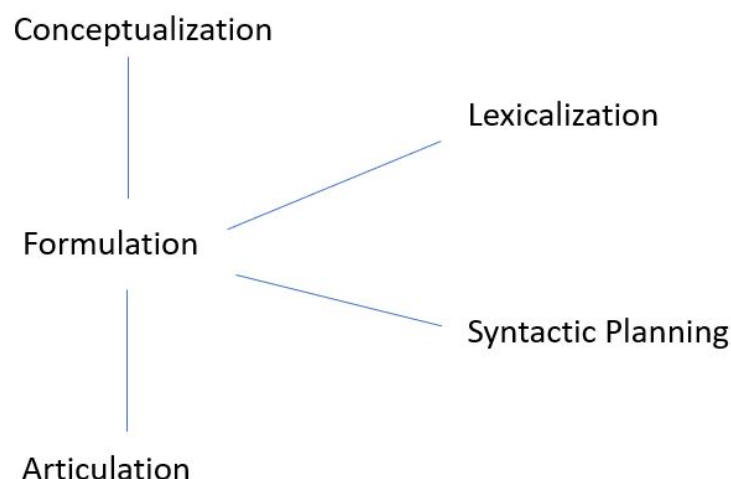 Conceptualization
Lexicalization
Formulation
Syntactic Planning
Articulation